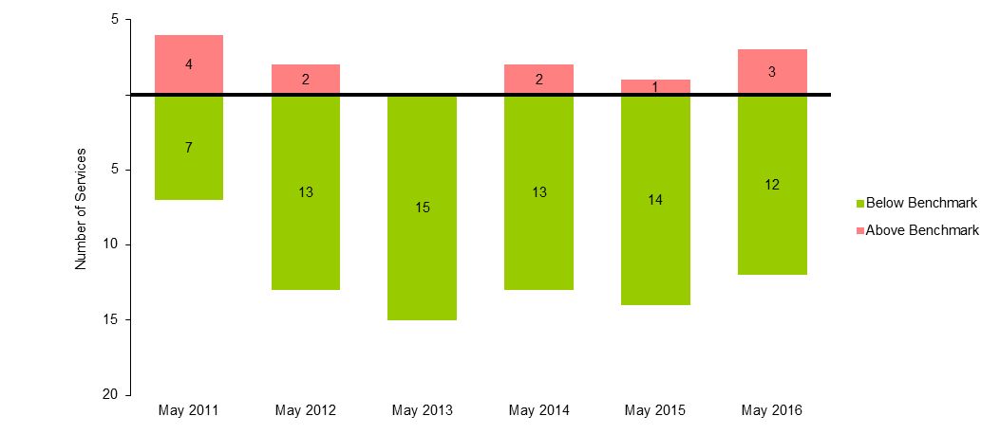 5
4
2
2
1
3
Number of Services
5
10
15
20
7
13
15
13
14
12
Below Benchmark
Above Benchmark
May 2011
May 2012
May 2013
May 2014
May 2015
May 2016